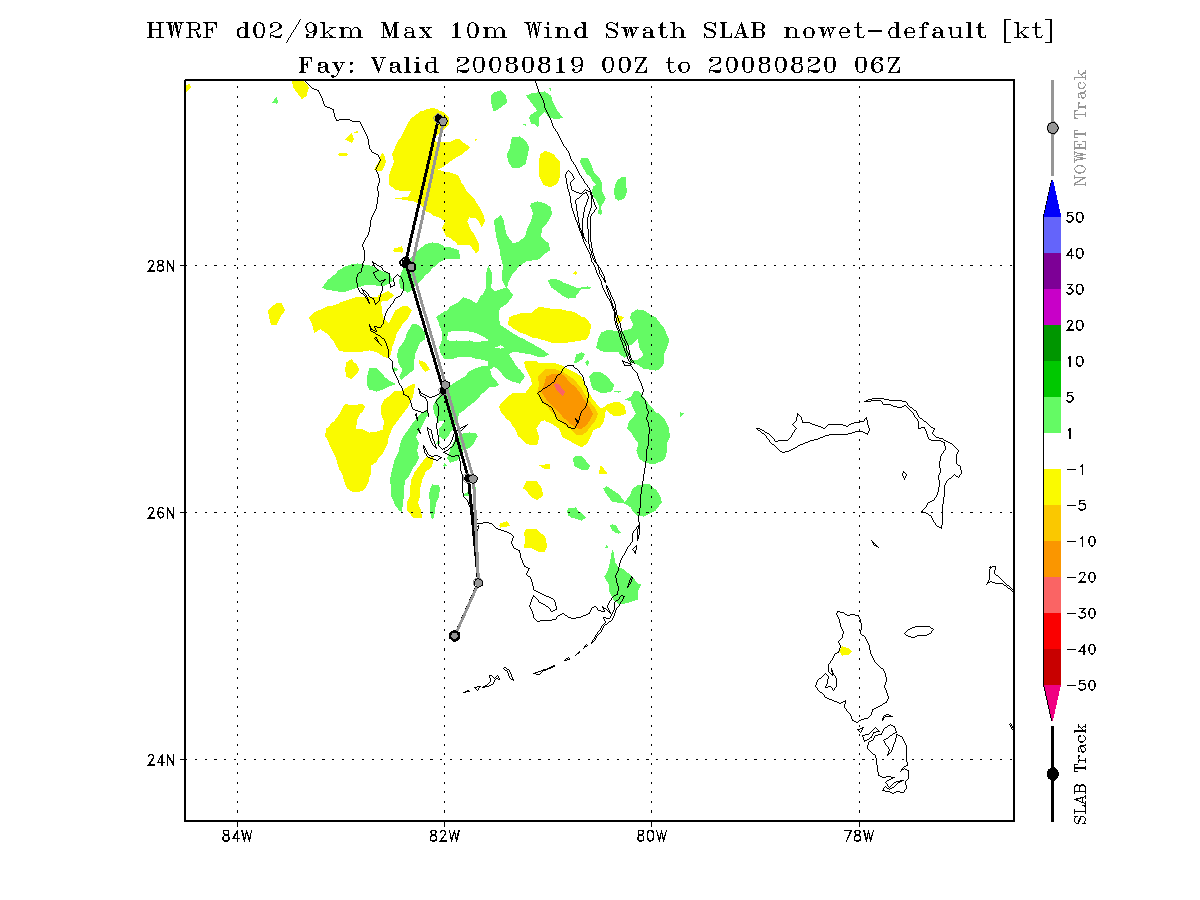 HWRF d02/9km Max 10m Wind Swath SLAB nowet-default [kt]
Fay: Valid 20080819 00Z to 20080820 06Z
NOWET Track
50
40
30
20
10
5
1
-1
-5
-10
-20
-30
-40
-50
SLAB Track
28N
26N
24N
84W 82W 80W 78W